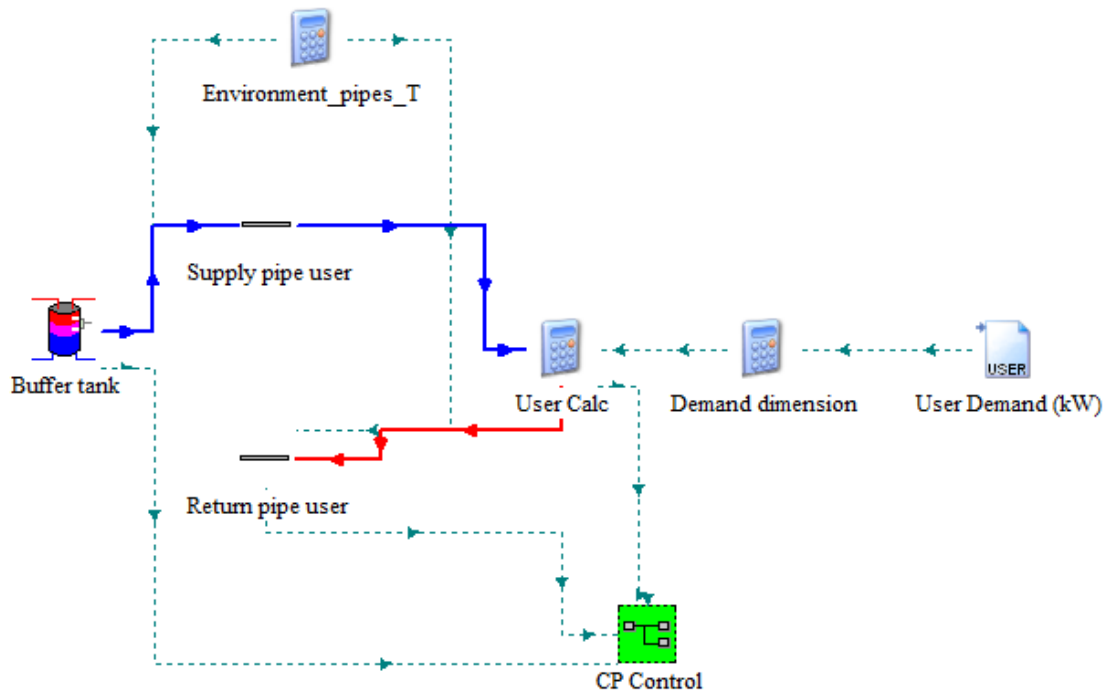 Environment_pipes_T
Supply pipe user
Buffer tank
User Calc
Demand dimension
USER
User Demand (kW)
Return pipe user
CP Control